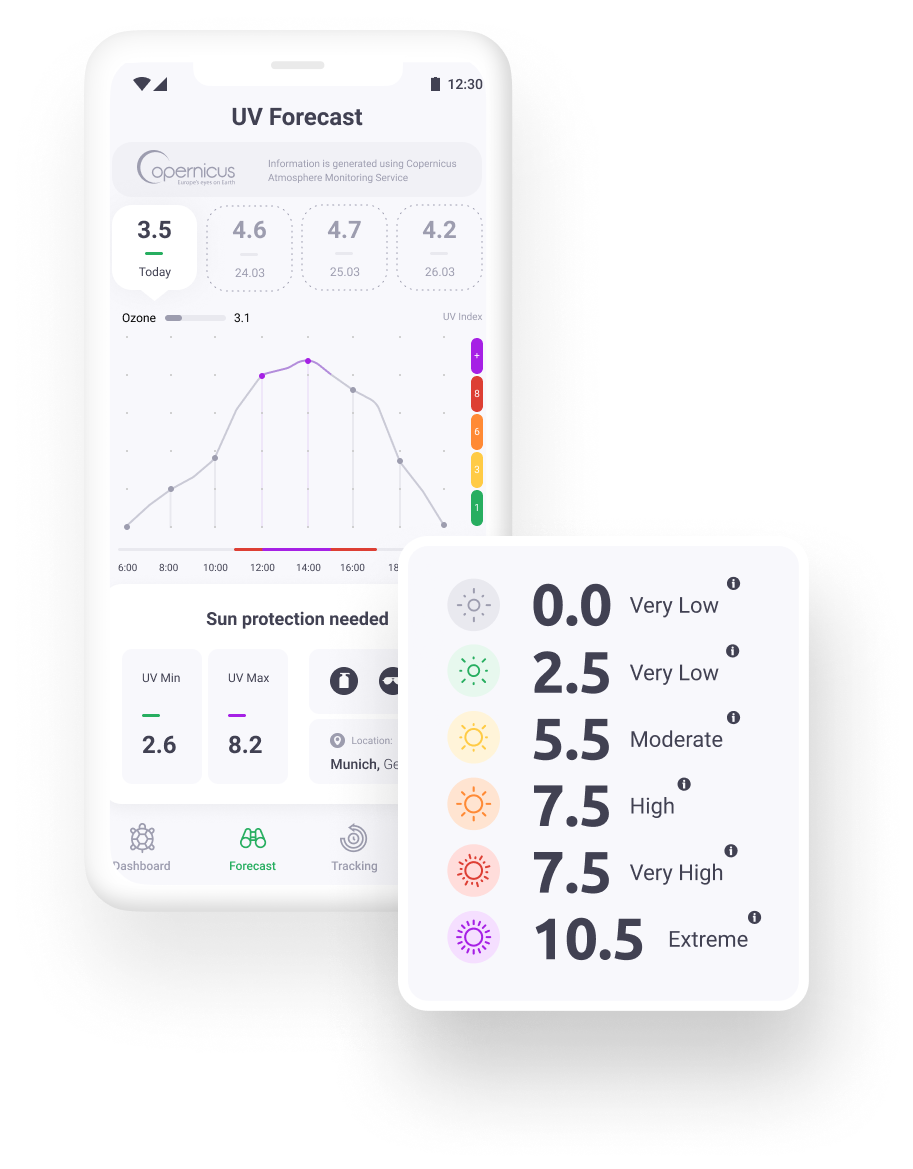 12:30
UV Forecast
opernicus
Europe's eyes on Earth
Information is generated using Copernicus
Atmosphere Monitoring Service
3.5
Today
4.6
24.03
4.7
25.03
4.2
26.03
Ozone 3.1
UV Index
+
8
6
3
1
6:00 8:00 10:00 12:00 14:00 16:00 18
Sun protection needed
UV Min
2.6
UV Max
8.2
Location:
Munich, Ge
Dashboard
Forecast
Tracking
0.0 Very Low
2.5 Very Low
5.5 Moderate
7.5 High
7.5 Very High
10.5 Extreme